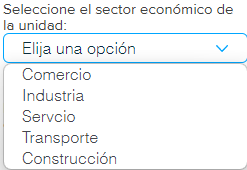 Seleccione el sector económico de
la unidad:
Elija una opción
Comercio
Industria
Servcio
Transporte
Construcción